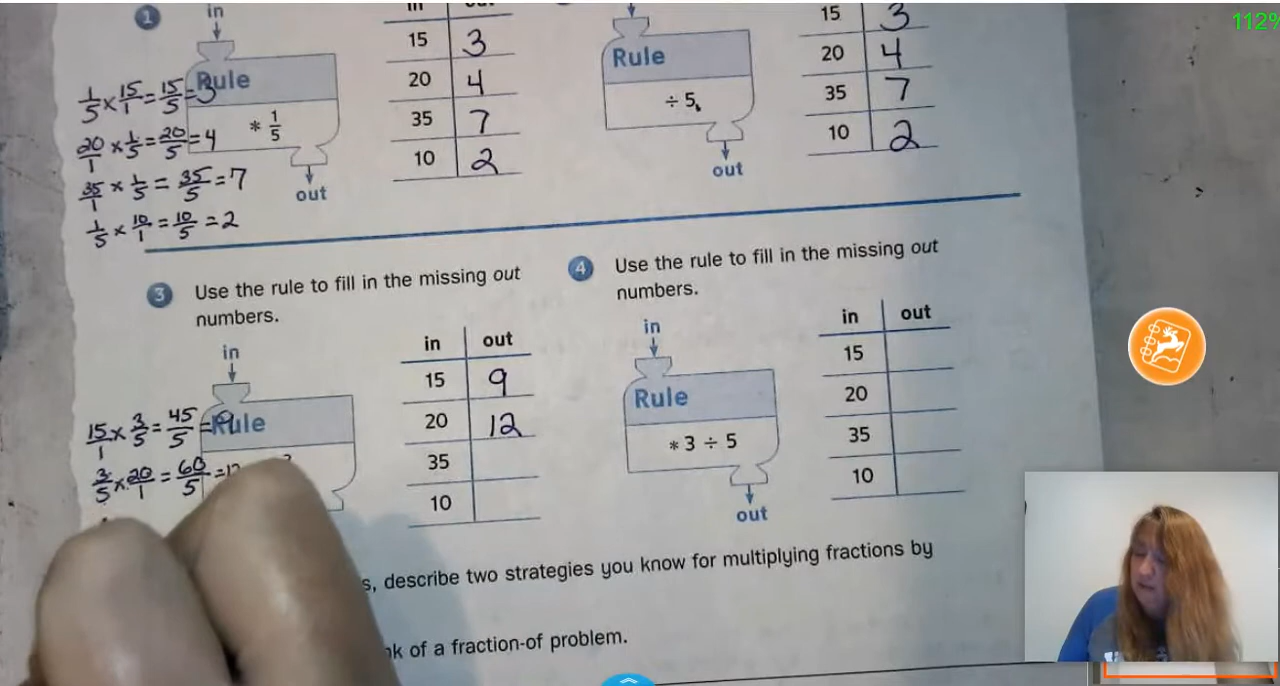 112%
1
in
in out
15 3
20 4
35 7
10 2
Rule
* 1/5
out
1/5 × 15/1 = 15/5 = 3
20/1 × 1/5 = 20/5 = 4
35/1 × 1/5 = 35/5 = 7
1/5 × 10/1 = 10/5 = 2
Rule
÷ 5
out
15 3
20 4
35 7
10 2
3 Use the rule to fill in the missing out
numbers.
in
Rule
15/1 × 3/5 = 45/5 = 9
3/5 × 20/1 = 60/5 = 12
in out
15 9
20 12
35
10
4 Use the rule to fill in the missing out
numbers.
in
Rule
* 3 ÷ 5
out
in out
15
20
35
10
describe two strategies you know for multiplying fractions by
of a fraction-of problem.